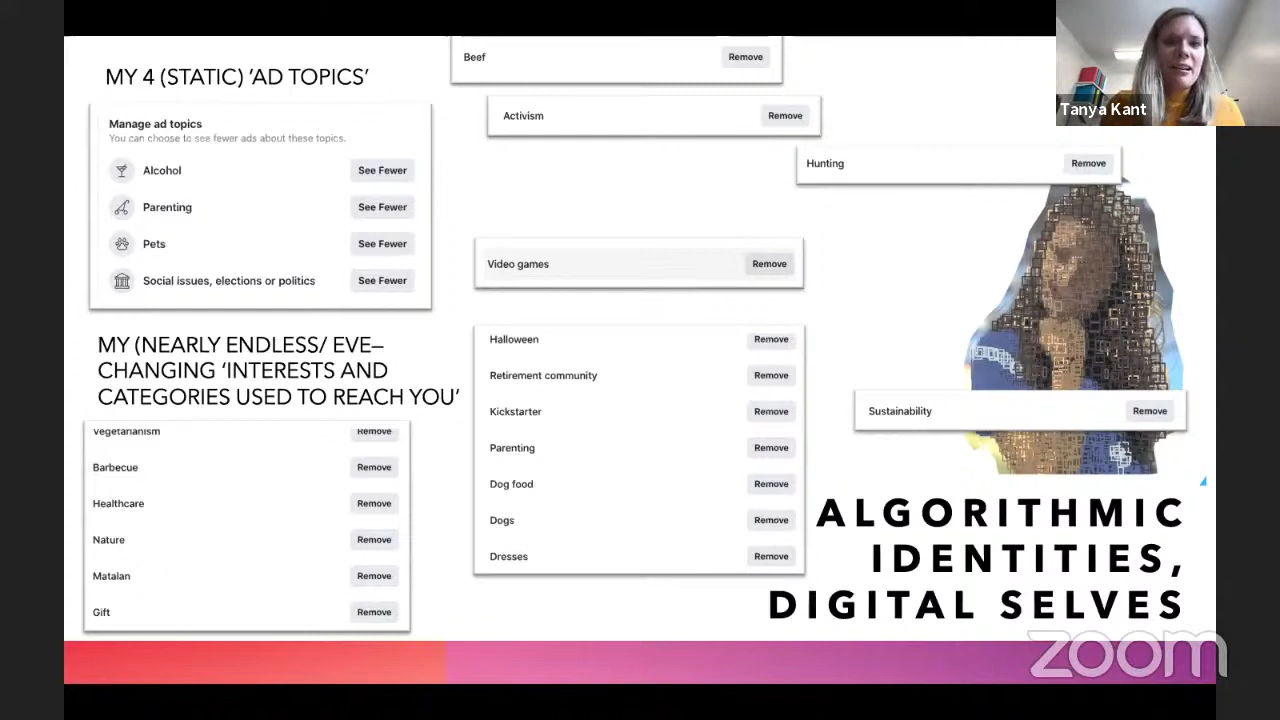 MY 4 (STATIC) ‘AD TOPICS’
Manage ad topics
You can choose to see fewer ads about these topics.
Alcohol See Fewer
Parenting See Fewer
Pets See Fewer
Social issues, elections or politics See Fewer
MY (NEARLY ENDLESS/ EVE–
CHANGING ‘INTERESTS AND
CATEGORIES USED TO REACH YOU’
Vegetarianism Remove
Barbecue Remove
Healthcare Remove
Nature Remove
Matalan Remove
Gift Remove
Beef Remove
Activism Remove
Hunting Remove
Video games Remove
Halloween Remove
Retirement community Remove
Kickstarter Remove
Parenting Remove
Dog food Remove
Dogs Remove
Dresses Remove
Sustainability Remove
ALGORITHMIC
IDENTITIES,
DIGITAL SELVES
Tanya Kant
zoom